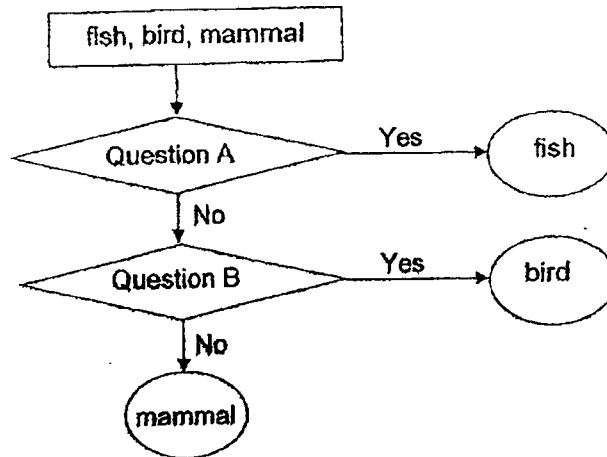 fish, bird, mammal
Question A
Yes
fish
No
Question B
Yes
bird
No
mammal